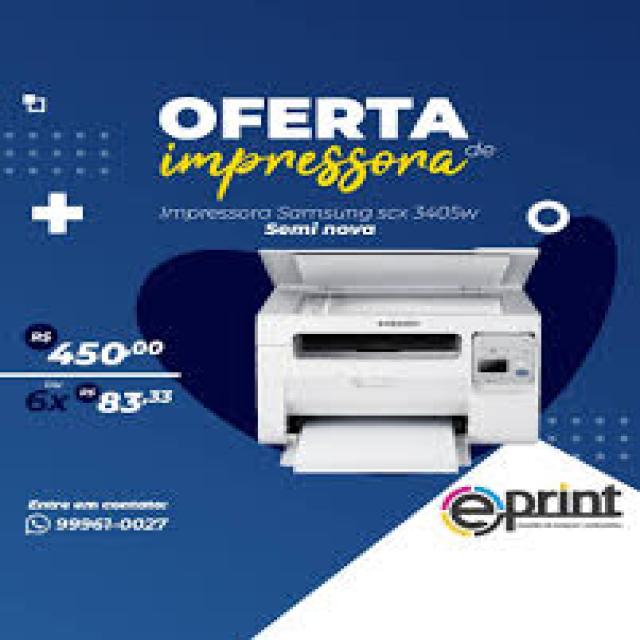 OFERTA
de
impressora
Impressora Samsung scx 3405w
Semi nova
R$ 450,00
ou
6x R$ 83,33
Entre em contato:
99961-0027
eprint